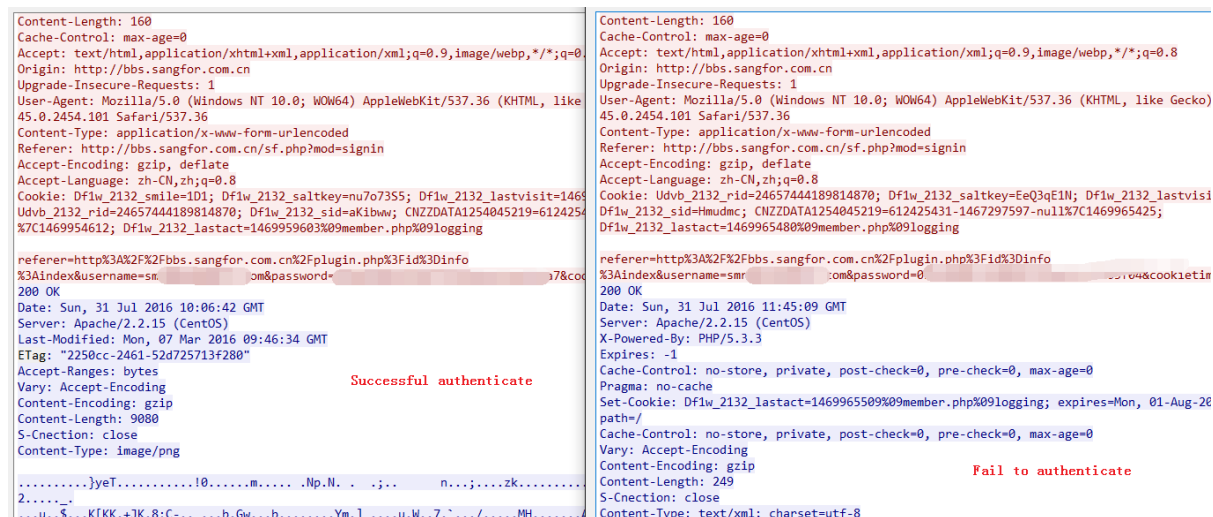 Content-Length: 160
Cache-Control: max-age=0
Accept: text/html,application/xhtml+xml,application/xml;q=0.9,image/webp,*/*;q=0.
Origin: http://bbs.sangfor.com.cn
Upgrade-Insecure-Requests: 1
User-Agent: Mozilla/5.0 (Windows NT 10.0; WOW64) AppleWebKit/537.36 (KHTML, like
45.0.2454.101 Safari/537.36
Content-Type: application/x-www-form-urlencoded
Referer: http://bbs.sangfor.com.cn/sf.php?mod=signin
Accept-Encoding: gzip, deflate
Accept-Language: zh-CN,zh;q=0.8
Cookie: Df1w_2132_smile=1D1; Df1w_2132_saltkey=nu7o73S5; Df1w_2132_lastvisit=1469
Udvb_2132_rid=24657444189814870; Df1w_2132_sid=aKibww; CNZZDATA1254045219=612425
%7C1469954612; Df1w_2132_lastact=1469959603%09member.php%09logging
referer=http%3A%2F%2Fbbs.sangfor.com.cn%2Fplugin.php%3Fid%3Dinfo
%3Aindex&username=sm om&password= a7&coo
200 OK
Date: Sun, 31 Jul 2016 10:06:42 GMT
Server: Apache/2.2.15 (CentOS)
Last-Modified: Mon, 07 Mar 2016 09:46:34 GMT
ETag: "2250cc-2461-52d725713f280"
Accept-Ranges: bytes
Vary: Accept-Encoding
Content-Encoding: gzip
Content-Length: 9080
S-Cnection: close
Content-Type: image/png
Successful authenticate
Content-Length: 160
Cache-Control: max-age=0
Accept: text/html,application/xhtml+xml,application/xml;q=0.9,image/webp,*/*;q=0.8
Origin: http://bbs.sangfor.com.cn
Upgrade-Insecure-Requests: 1
User-Agent: Mozilla/5.0 (Windows NT 10.0; WOW64) AppleWebKit/537.36 (KHTML, like Gecko)
45.0.2454.101 Safari/537.36
Content-Type: application/x-www-form-urlencoded
Referer: http://bbs.sangfor.com.cn/sf.php?mod=signin
Accept-Encoding: gzip, deflate
Accept-Language: zh-CN,zh;q=0.8
Cookie: Udvb_2132_rid=24657444189814870; Df1w_2132_saltkey=EeQ3qE1N; Df1w_2132_lastvisi
Df1w_2132_sid=Hmudmc; CNZZDATA1254045219=612425431-1467297597-null%7C1469965425;
Df1w_2132_lastact=1469965480%09member.php%09logging
referer=http%3A%2F%2Fbbs.sangfor.com.cn%2Fplugin.php%3Fid%3Dinfo
%3Aindex&username=smr com&password=0 &cookietim
200 OK
Date: Sun, 31 Jul 2016 11:45:09 GMT
Server: Apache/2.2.15 (CentOS)
X-Powered-By: PHP/5.3.3
Expires: -1
Cache-Control: no-store, private, post-check=0, pre-check=0, max-age=0
Pragma: no-cache
Set-Cookie: Df1w_2132_lastact=1469965509%09member.php%09logging; expires=Mon, 01-Aug-20
path=/
Cache-Control: no-store, private, post-check=0, pre-check=0, max-age=0
Vary: Accept-Encoding
Content-Encoding: gzip
Content-Length: 249
S-Cnection: close
Content-Type: text/xml; charset=utf-8
Fail to authenticate